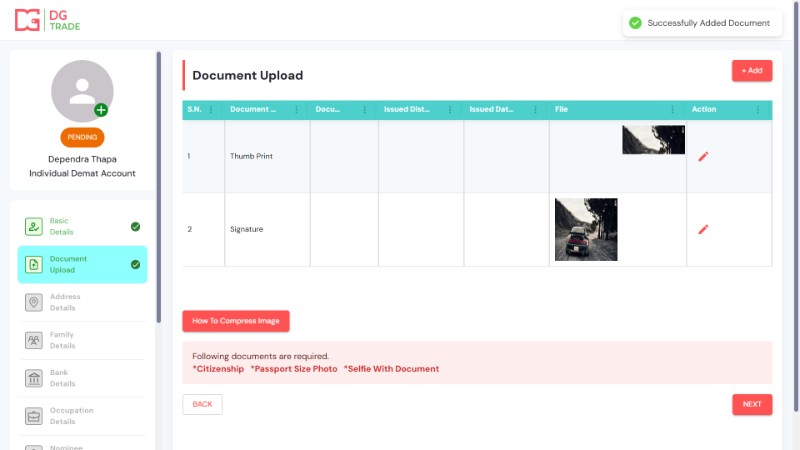 DG
TRADE
Successfully Added Document
PENDING
Dependra Thapa
Individual Demat Account
Basic
Details
Document
Upload
Address
Details
Family
Details
Bank
Details
Occupation
Details
Nominee
Document Upload
+ Add
S.N. Document ... Docu... Issued Dist... Issued Dat... File Action
1 Thumb Print
2 Signature
How To Compress Image
Following documents are required.
*Citizenship *Passport Size Photo *Selfie With Document
BACK
NEXT